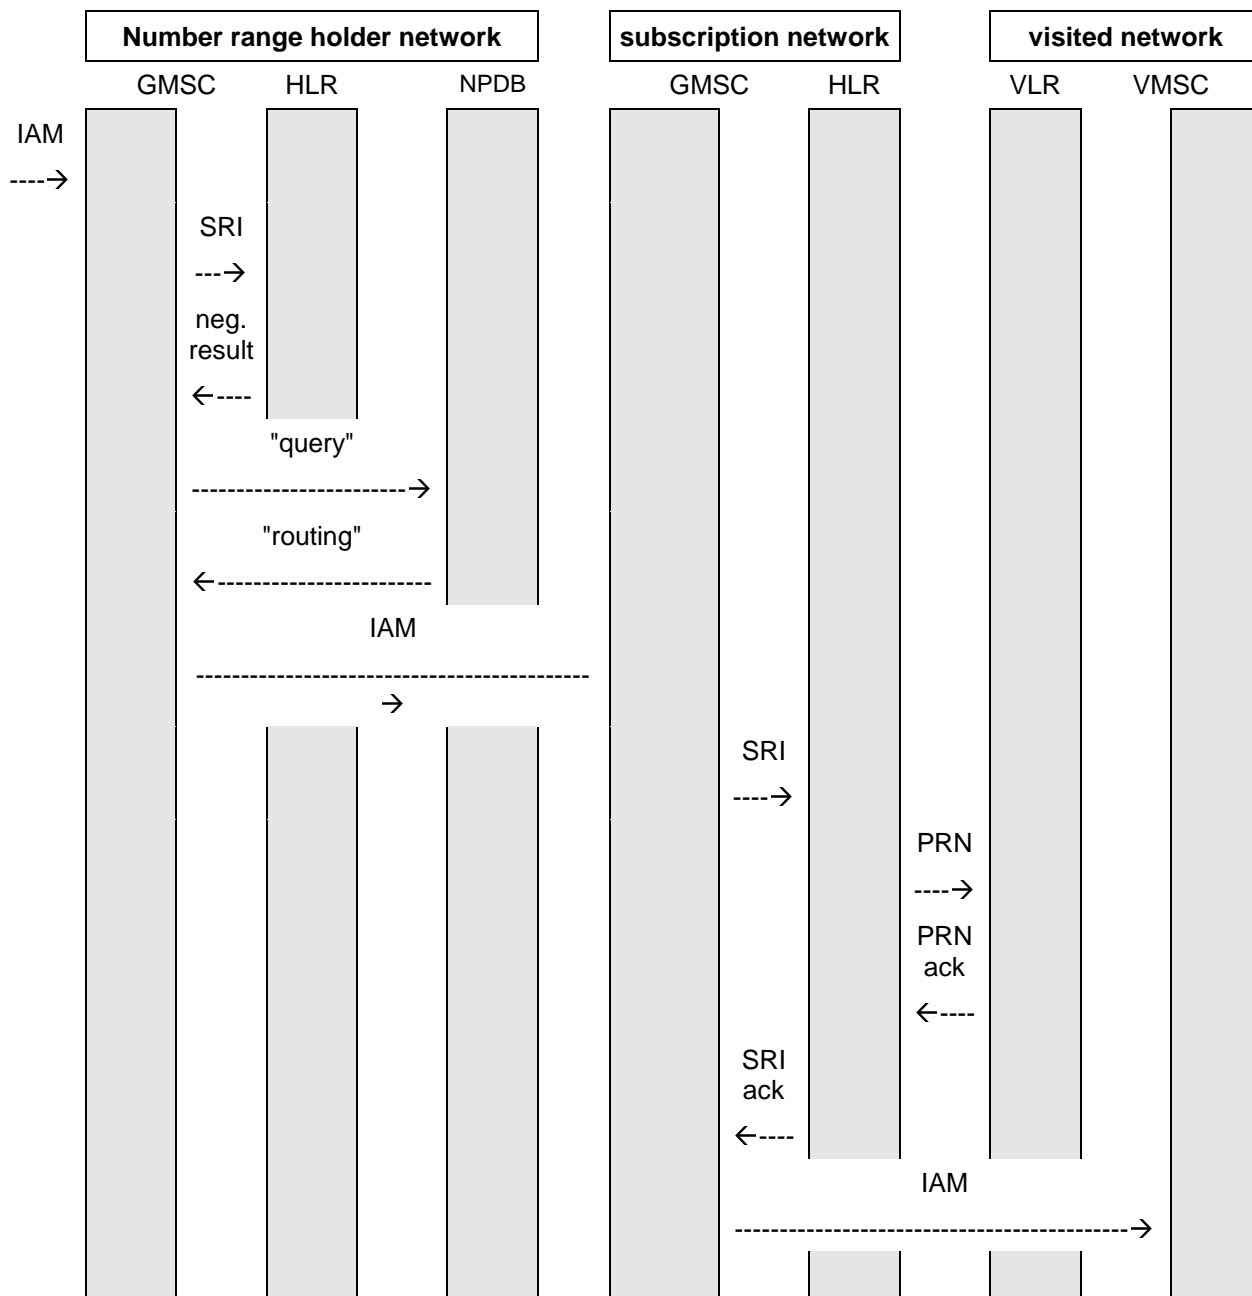 Number range holder network
subscription network
visited network
GMSC
HLR
NPDB
GMSC
HLR
VLR
VMSC
IAM
----→
SRI
---→
neg.
result
←----
"query"
------------------------→
"routing"
←------------------------
IAM
--------------------------------------------
→
SRI
----→
PRN
----→
PRN
ack
←----
SRI
ack
←----
IAM
--------------------------------------------→